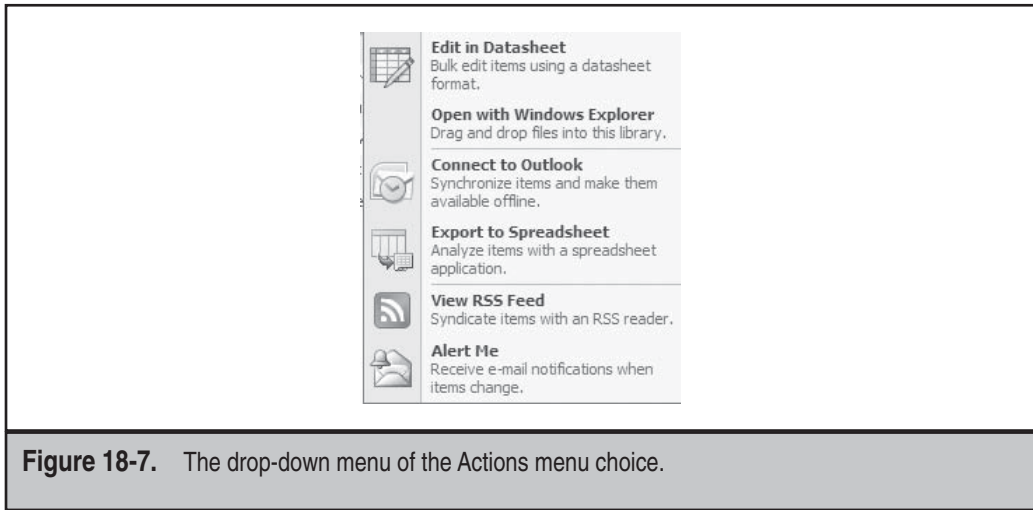 Edit in Datasheet
Bulk edit items using a datasheet
format.
Open with Windows Explorer
Drag and drop files into this library.
Connect to Outlook
Synchronize items and make them
available offline.
Export to Spreadsheet
Analyze items with a spreadsheet
application.
View RSS Feed
Syndicate items with an RSS reader.
Alert Me
Receive e-mail notifications when
items change.
Figure 18-7. The drop-down menu of the Actions menu choice.